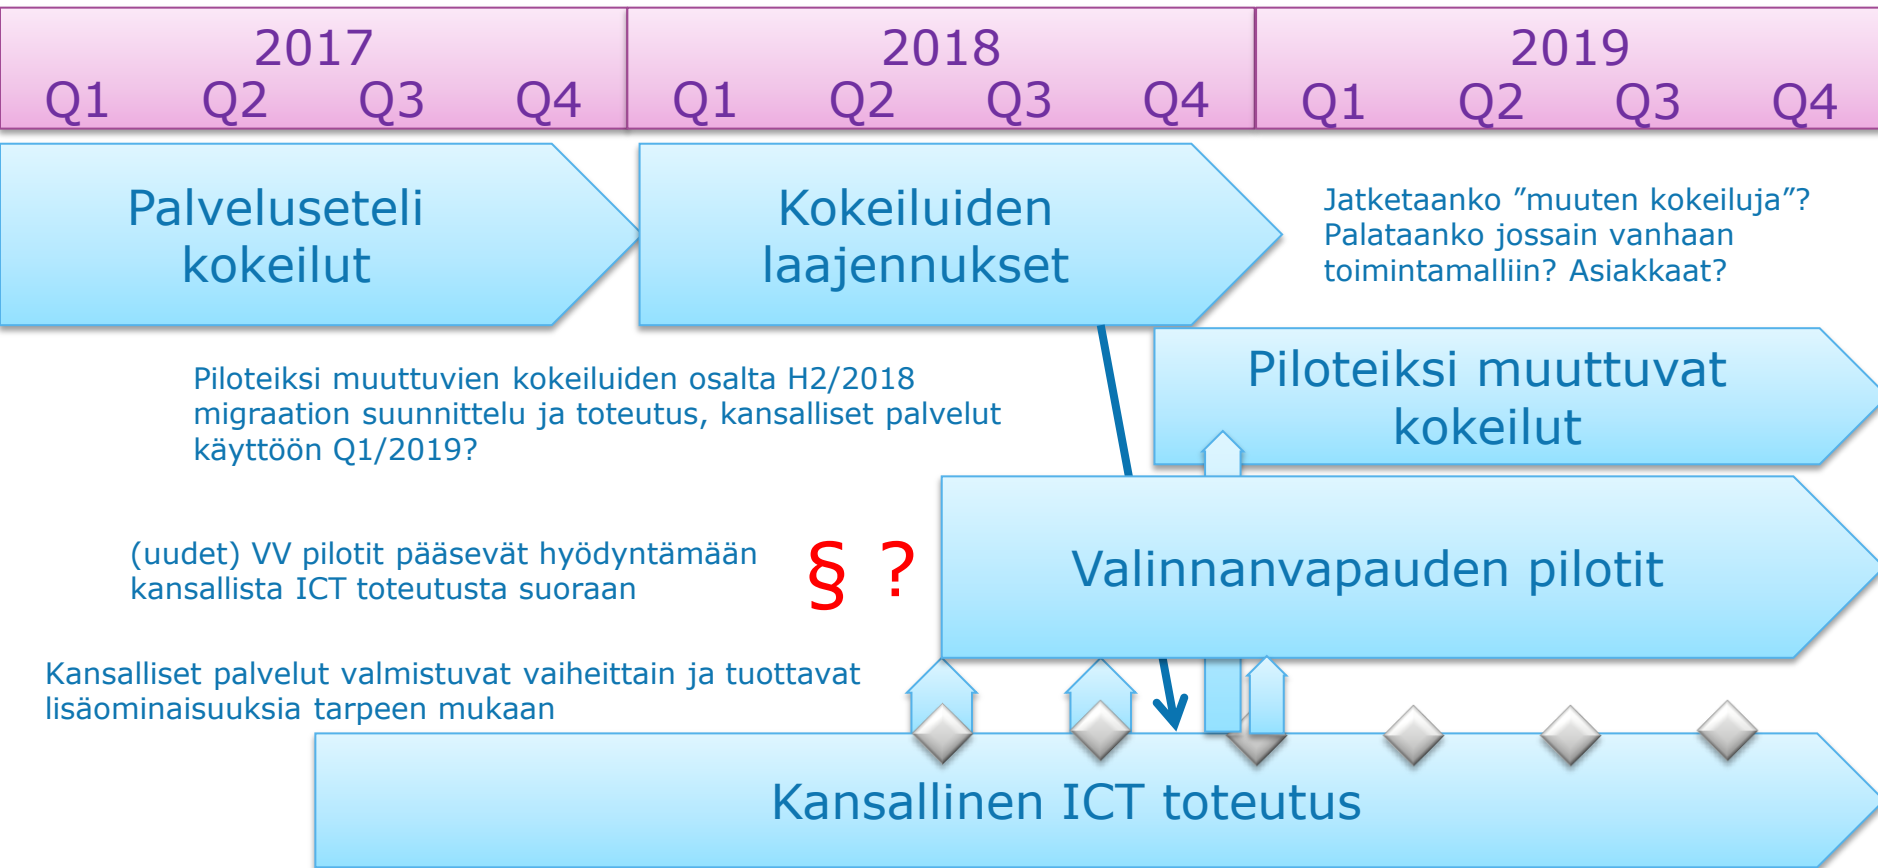 2017
Q1 Q2 Q3 Q4
2018
Q1 Q2 Q3 Q4
2019
Q1 Q2 Q3 Q4
Palveluseteli
kokeilut
Kokeiluiden
laajennukset
Jatketaanko ”muuten kokeiluja”?
Palataanko jossain vanhaan
toimintamalliin? Asiakkaat?
Piloteiksi muuttuvat
kokeilut
Piloteiksi muuttuvien kokeiluiden osalta H2/2018
migraation suunnittelu ja toteutus, kansalliset palvelut
käyttöön Q1/2019?
(uudet) VV pilotit pääsevät hyödyntämään
kansallista ICT toteutusta suoraan
§ ?
Valinnanvapauden pilotit
Kansalliset palvelut valmistuvat vaiheittain ja tuottavat
lisäominaisuuksia tarpeen mukaan
Kansallinen ICT toteutus